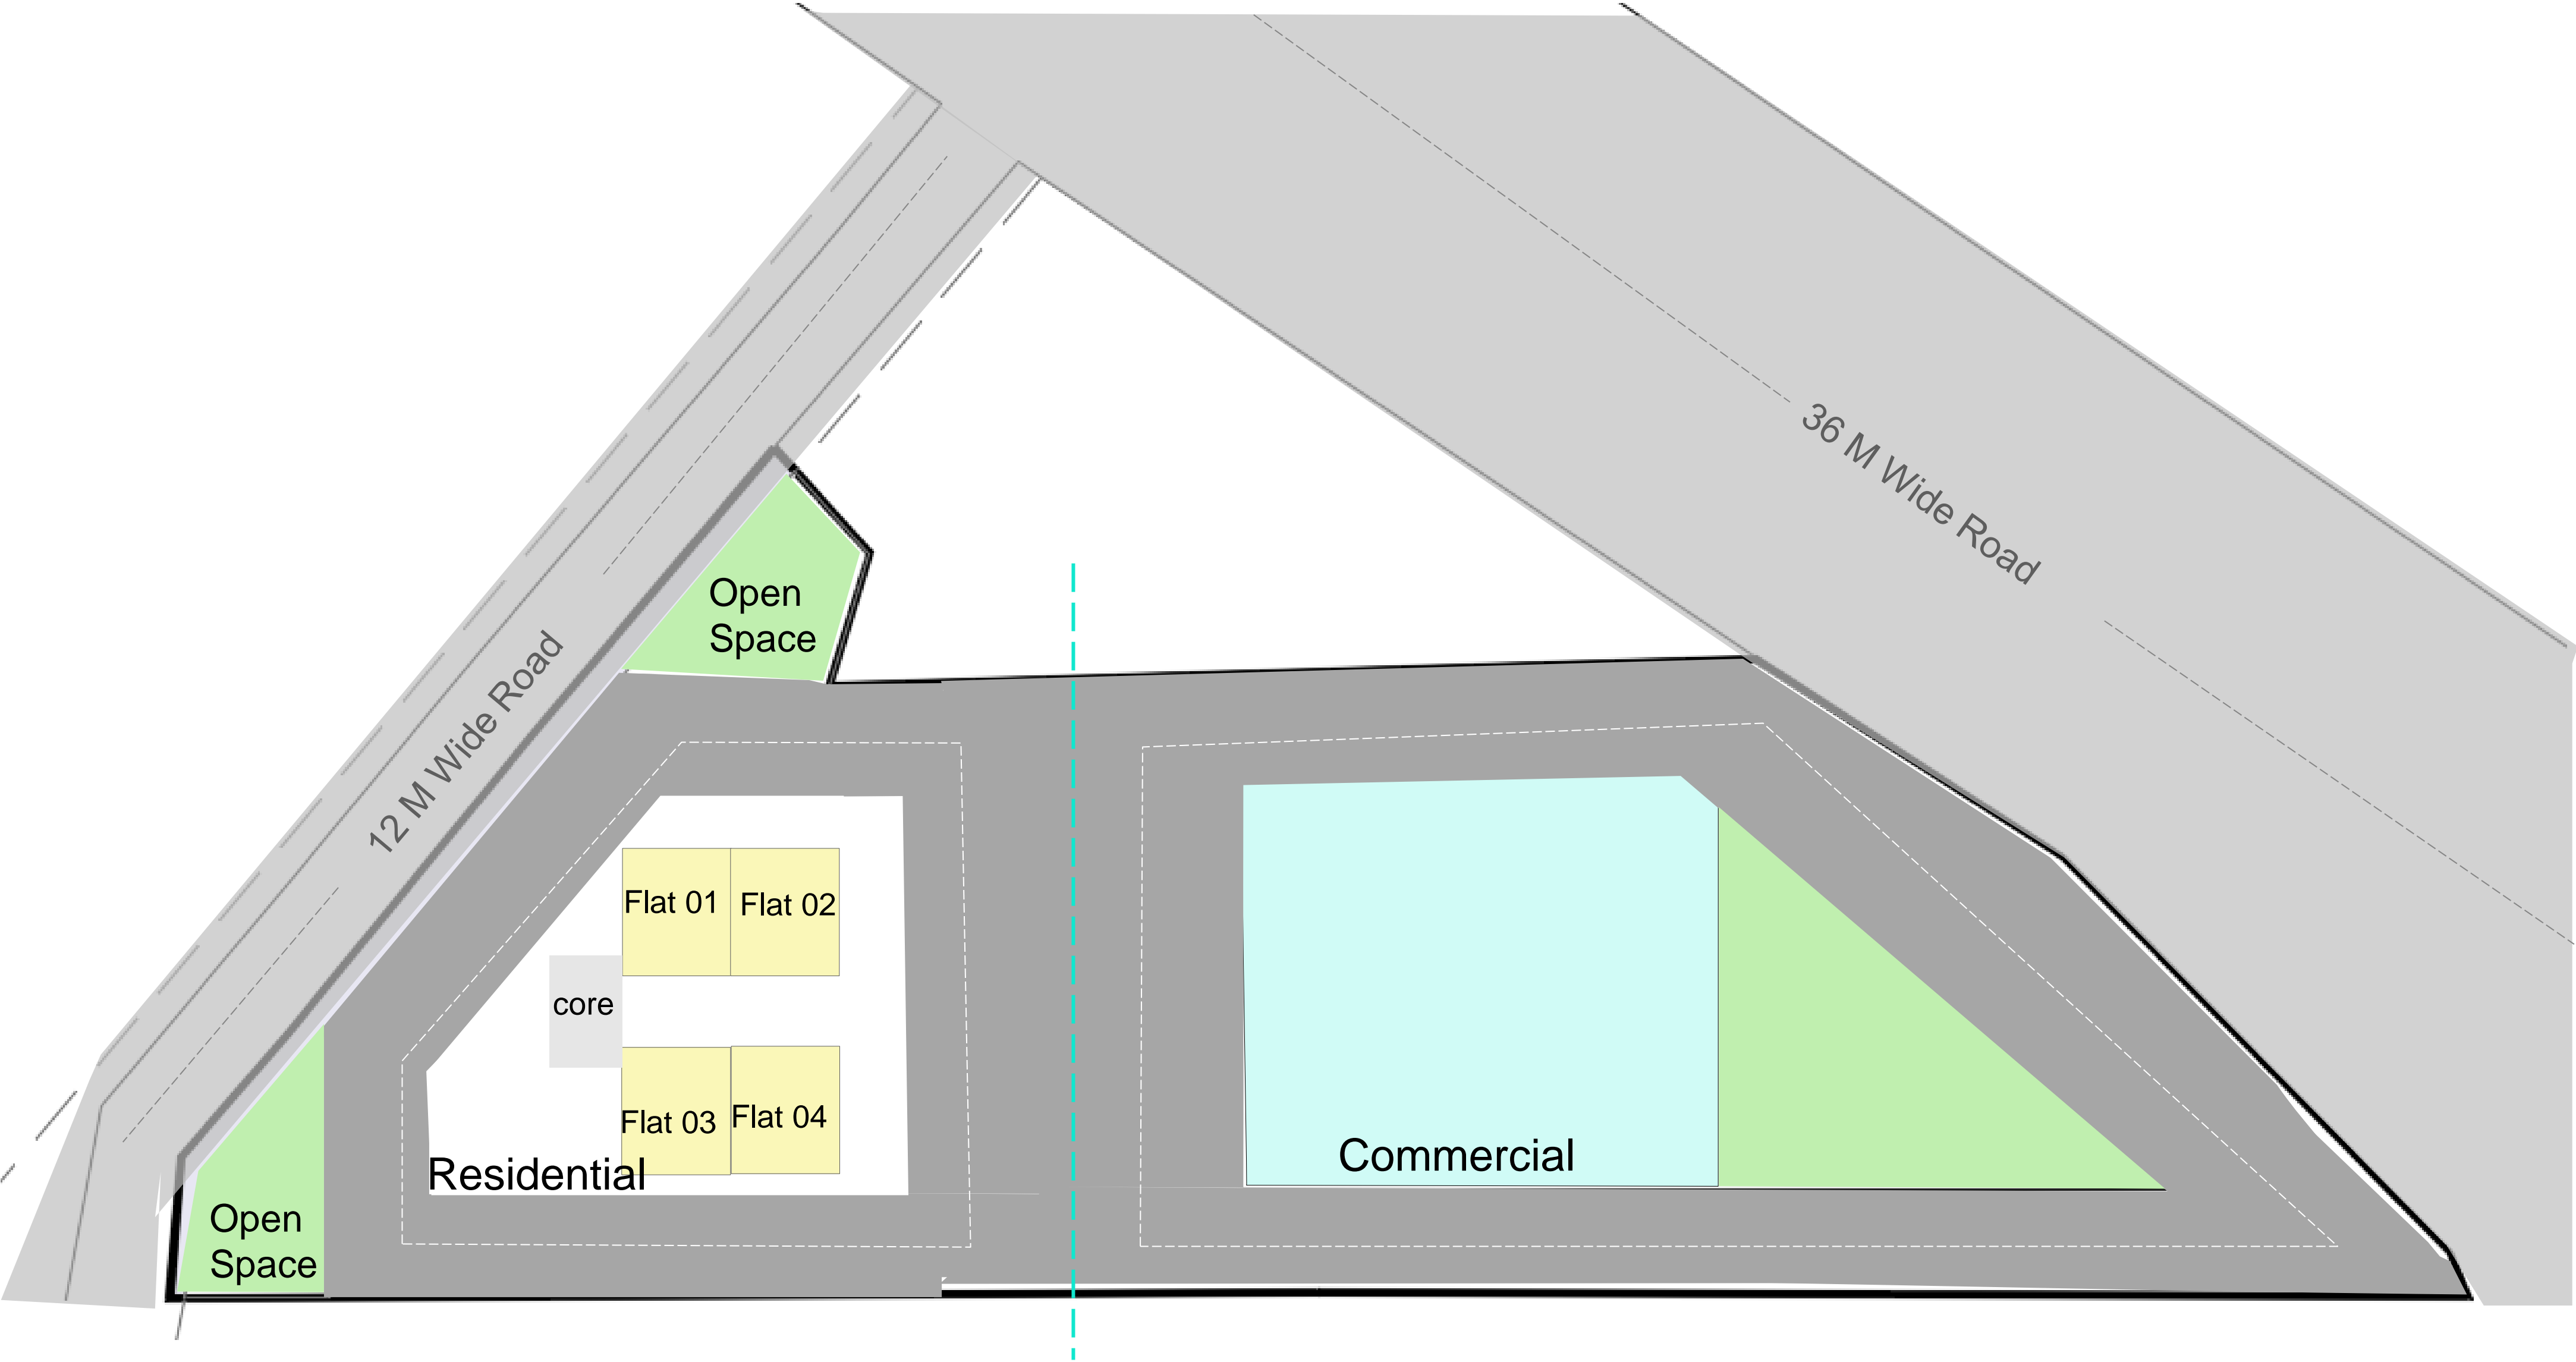 36 M Wide Road
12 M Wide Road
Open
Space
Flat 01
Flat 02
core
Flat 03
Flat 04
Residential
Commercial
Open
Space